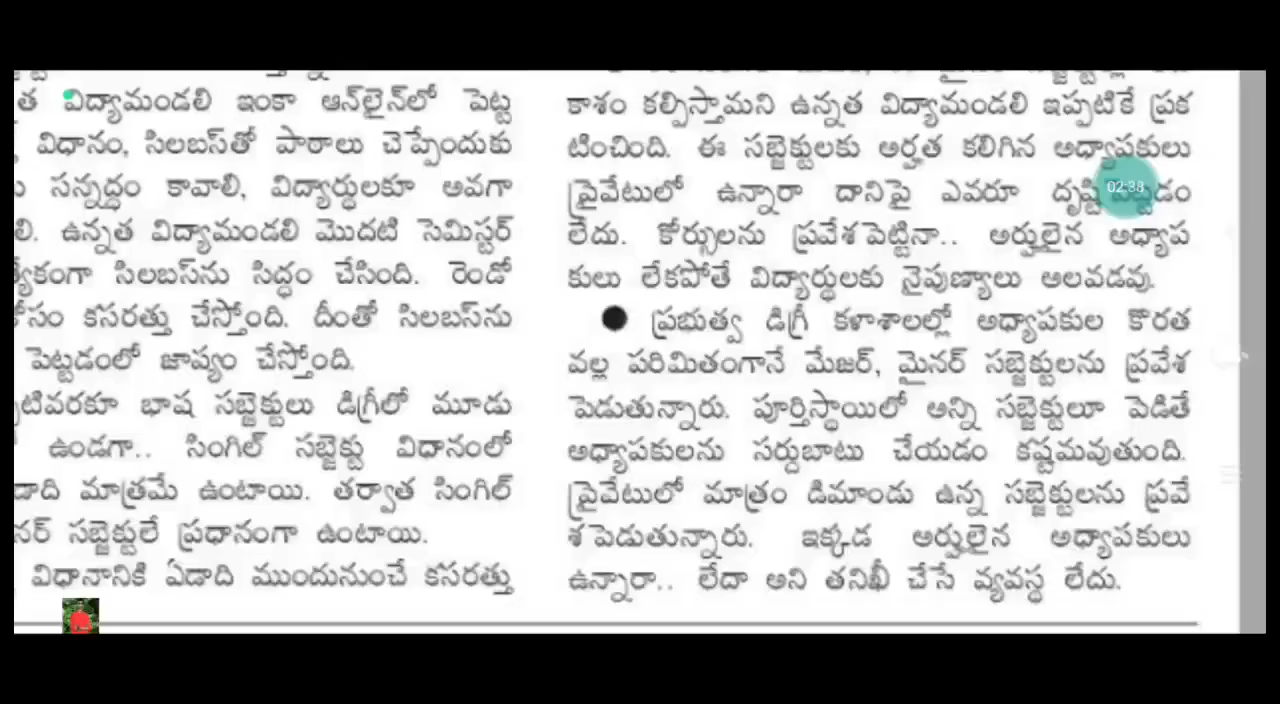 త విద్యామండలి ఇంకా ఆన్‌లైన్‌లో పెట్ట
విధానం, సిలబస్‌తో పాఠాలు చెప్పేందుకు
సన్నద్ధం కావాలి, విద్యార్థులకూ అవగా
లి. ఉన్నత విద్యామండలి మొదటి సెమిస్టర్
త్యేకంగా సిలబస్‌ను సిద్ధం చేసింది. రెండో
కోసం కసరత్తు చేస్తోంది. దీంతో సిలబస్‌ను
పెట్టడంలో జాప్యం చేస్తోంది.
టివరకూ భాష సబ్జెక్టులు డిగ్రీలో మూడు
ఉండగా.. సింగిల్ సబ్జెక్టు విధానంలో
డాది మాత్రమే ఉంటాయి. తర్వాత సింగిల్
నర్ సబ్జెక్టులే ప్రధానంగా ఉంటాయి.
విధానానికి ఏడాది ముందునుంచే కసరత్తు
కాశం కల్పిస్తామని ఉన్నత విద్యామండలి ఇప్పటికే ప్రక
టించింది. ఈ సబ్జెక్టులకు అర్హత కలిగిన అధ్యాపకులు
ప్రైవేటులో ఉన్నారా దానిపై ఎవరూ దృష్టిపెట్టడం
లేదు. కోర్సులను ప్రవేశపెట్టినా.. అర్హులైన అధ్యాప
కులు లేకపోతే విద్యార్థులకు నైపుణ్యాలు అలవడవు.
● ప్రభుత్వ డిగ్రీ కళాశాలల్లో అధ్యాపకుల కొరత
వల్ల పరిమితంగానే మేజర్, మైనర్ సబ్జెక్టులను ప్రవేశ
పెడుతున్నారు. పూర్తిస్థాయిలో అన్ని సబ్జెక్టులూ పెడితే
అధ్యాపకులను సర్దుబాటు చేయడం కష్టమవుతుంది.
ప్రైవేటులో మాత్రం డిమాండు ఉన్న సబ్జెక్టులను ప్రవే
శపెడుతున్నారు. ఇక్కడ అర్హులైన అధ్యాపకులు
ఉన్నారా.. లేదా అని తనిఖీ చేసే వ్యవస్థ లేదు.
02:38